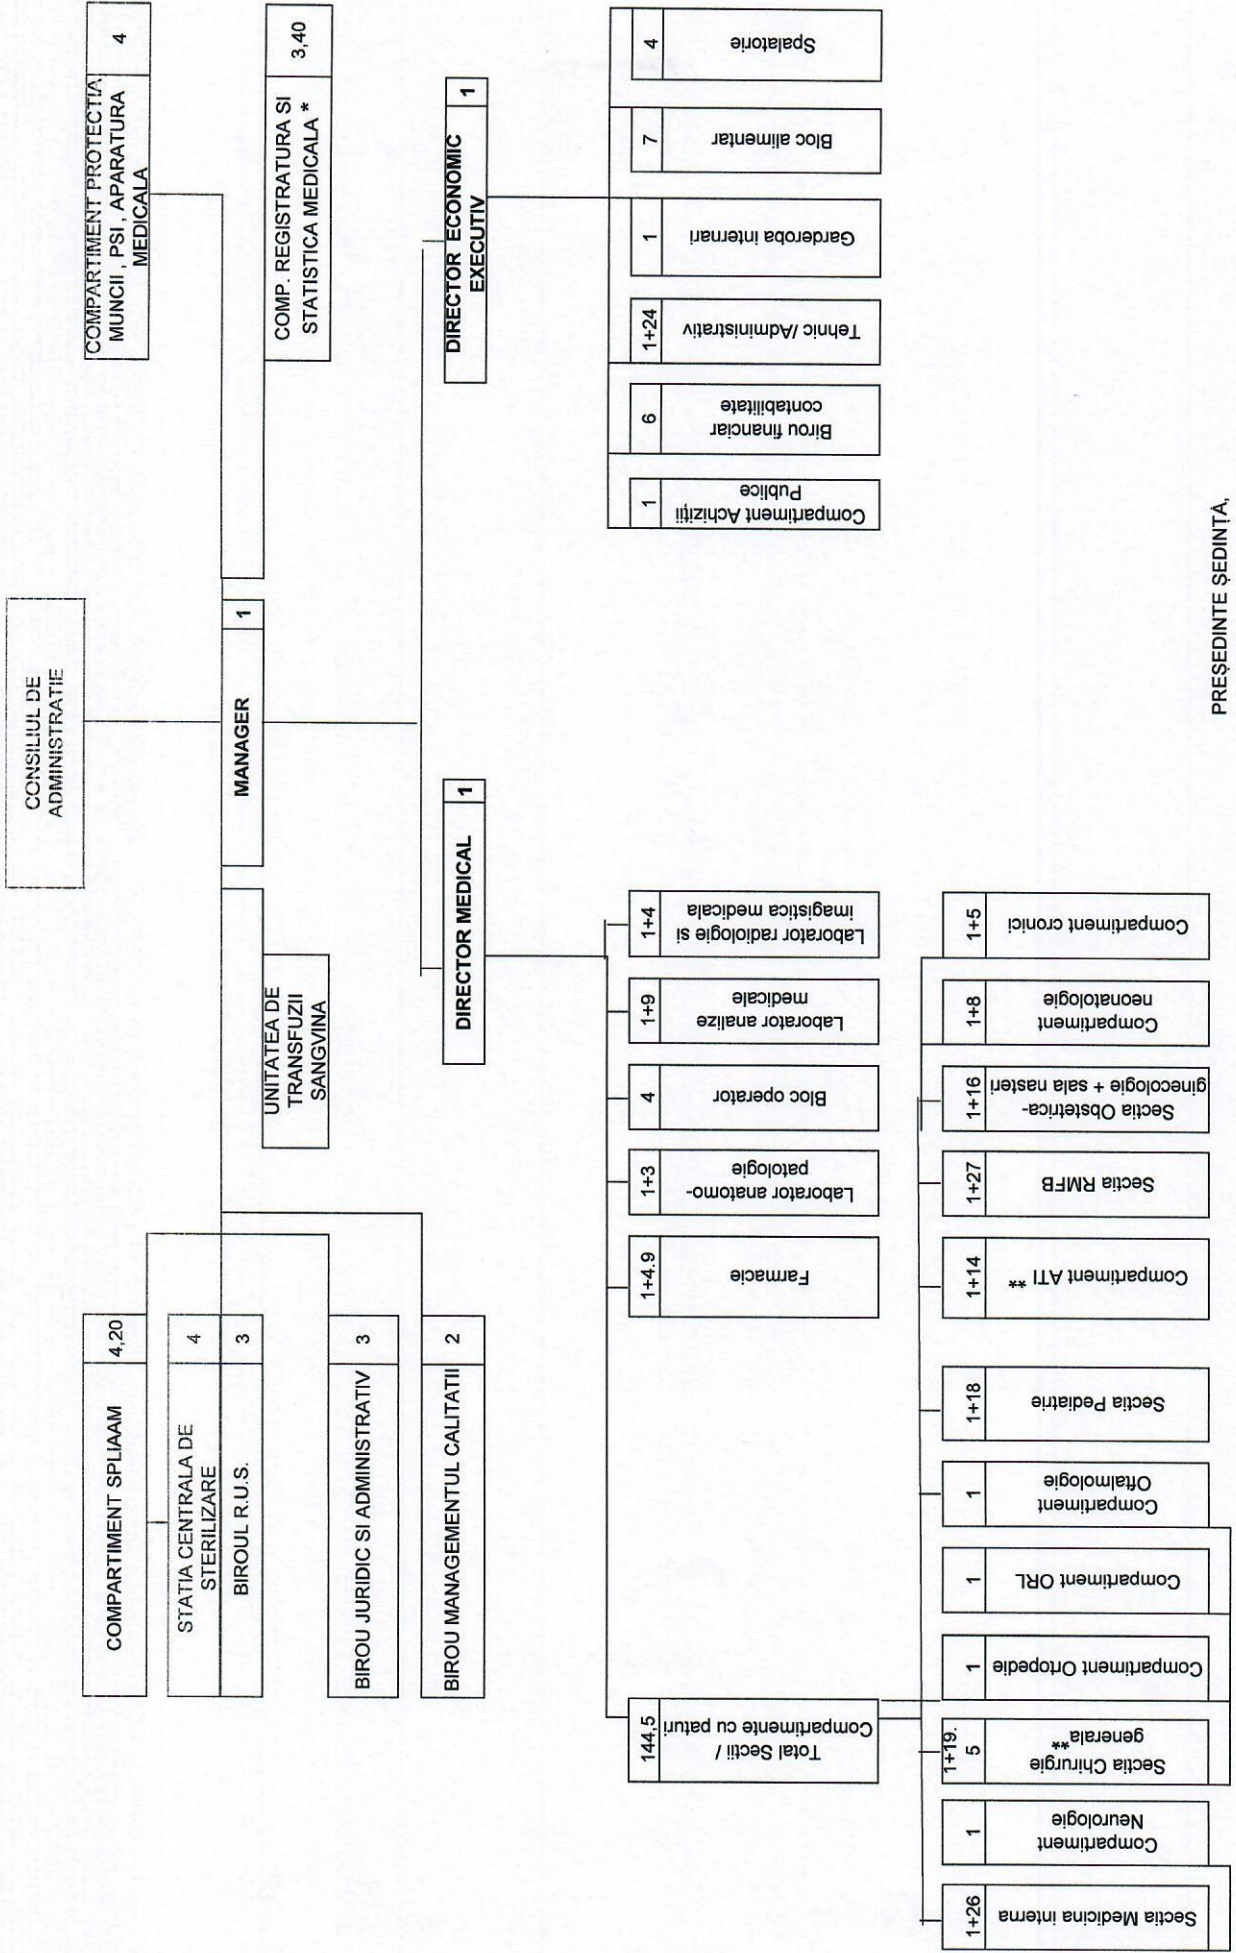 CONSILIUL DE
ADMINISTRATIE
COMPARTIMENT SPLIAAM
4,20
STATIA CENTRALA DE
STERILIZARE
4
BIROUL R.U.S.
3
BIROU JURIDIC SI ADMINISTRATIV
3
BIROU MANAGEMENTUL CALITATII
2
UNITATEA DE
TRANSFUZII
SANGVINA
MANAGER
1
COMPARTIMENT PROTECTIA
MUNCII , PSI , APARATURA
MEDICALA
4
COMP. REGISTRATURA SI
STATISTICA MEDICALA *
3,40
DIRECTOR MEDICAL
1
DIRECTOR ECONOMIC
EXECUTIV
1
144,5
Total Sectii /
Compartimente cu paturi
1+4.9
Farmacie
1+3
Laborator anatomo-
patologie
4
Bloc operator
1+9
Laborator analize
medicale
1+4
Laborator radiologie si
imagistica medicala
1
Compartiment Achiziții
Publice
6
Birou financiar
contabilitate
1+24
Tehnic /Administrativ
1
Garderoba internari
7
Bloc alimentar
4
Spalatorie
1+26
Sectia Medicina interna
1
Compartiment
Neurologie
1+19.
5
Sectia Chirurgie
generala**
1
Compartiment Ortopedie
1
Compartiment ORL
1
Compartiment
Oftalmologie
1+18
Sectia Pediatrie
1+14
Compartiment ATI **
1+27
Sectia RMFB
1+16
Sectia Obstetrica-
ginecologie + sala nasteri
1+8
Compartiment
neonatologie
1+5
Compartiment cronici
PREȘEDINTE ȘEDINȚĂ,